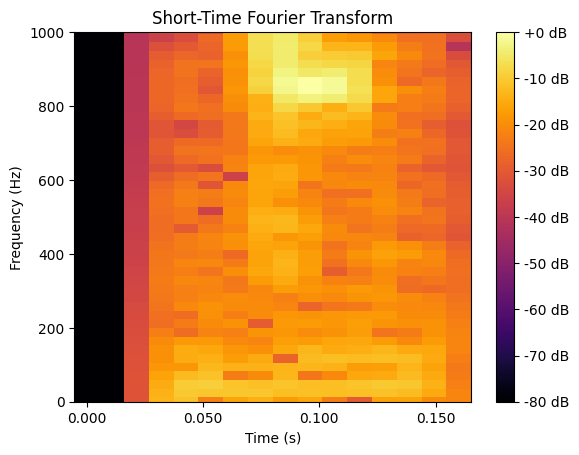 Short-Time Fourier Transform
1000
800
600
400
200
0
Frequency (Hz)
0.000
0.050
0.100
0.150
Time (s)
+0 dB
-10 dB
-20 dB
-30 dB
-40 dB
-50 dB
-60 dB
-70 dB
-80 dB